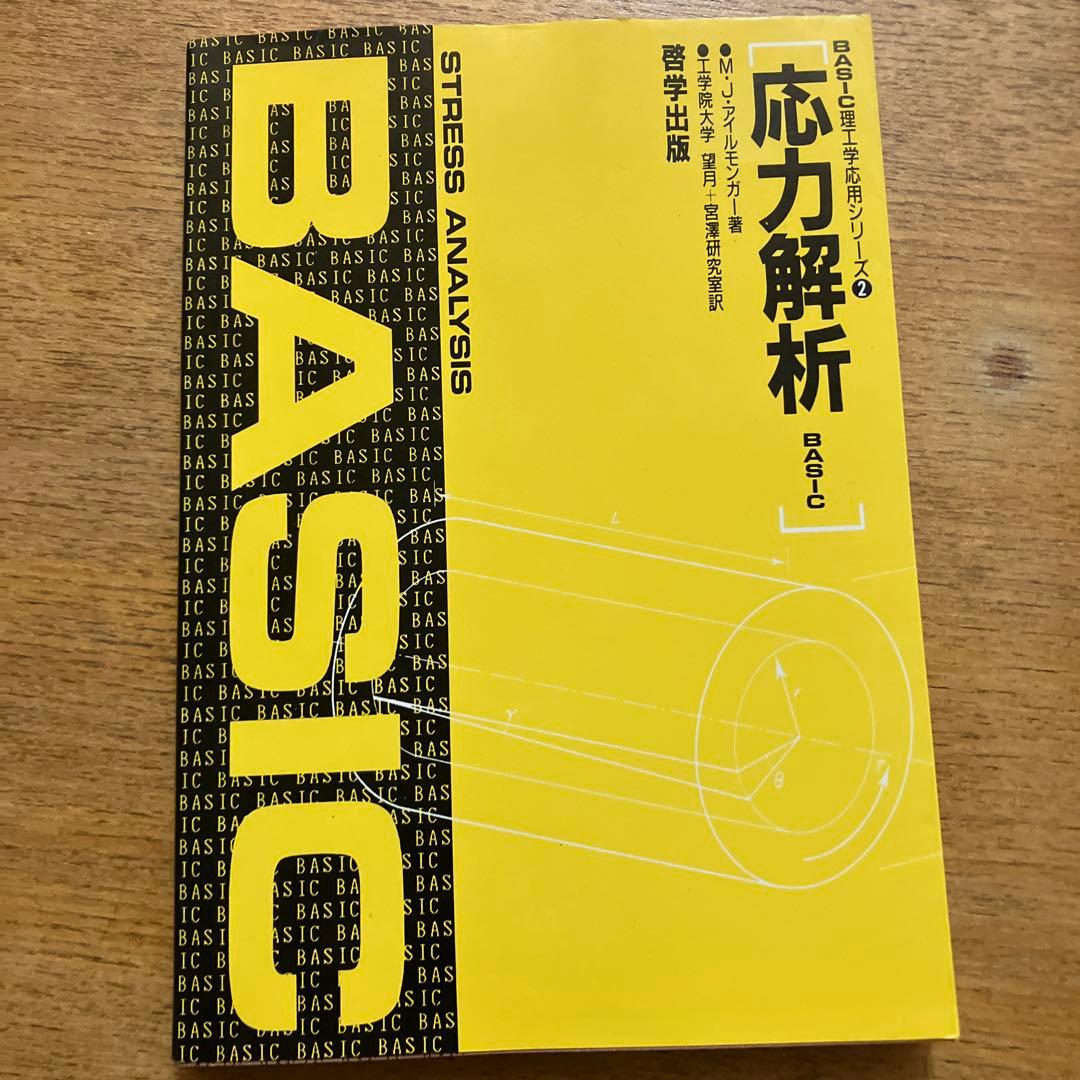 BASIC理工学応用シリーズ❷
[応力解析 BASIC]
●M・J・アイルモンガー著
●工学院大学 望月+宮澤研究室訳
啓学出版
STRESS ANALYSIS
BASIC
L
r
γ
θ
T